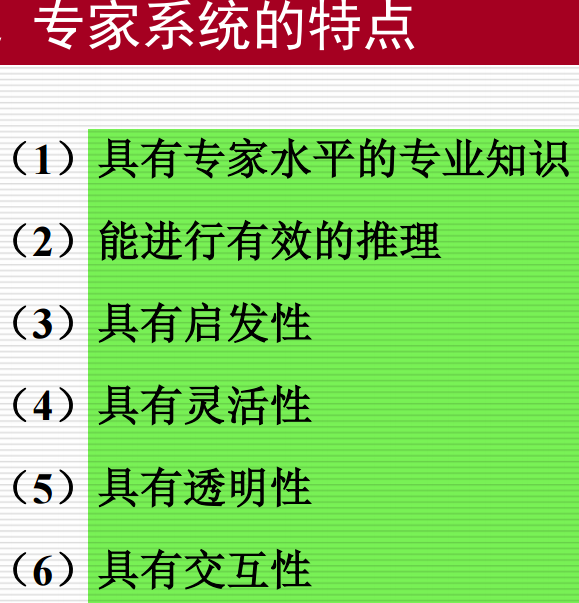 专家系统的特点
（1）具有专家水平的专业知识
（2）能进行有效的推理
（3）具有启发性
（4）具有灵活性
（5）具有透明性
（6）具有交互性